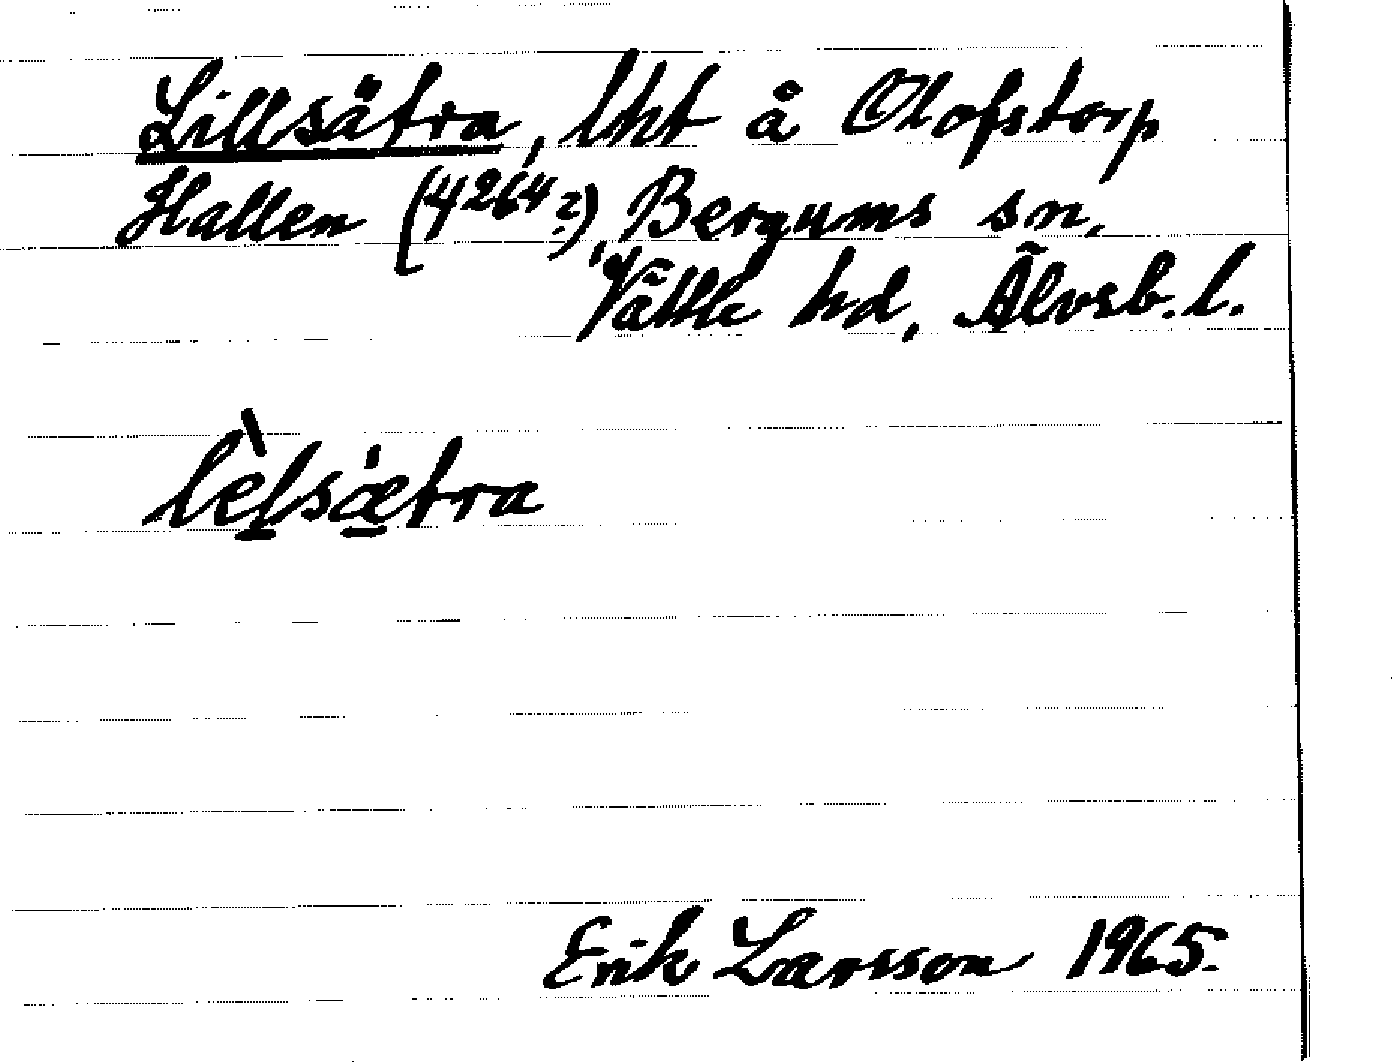 Lillsätra, lht å Olofstorp
Hallen (4264?), Bergums sn,
Vättle hd, Älvsb. l.
lèlsætra
Erik Larsson 1965.